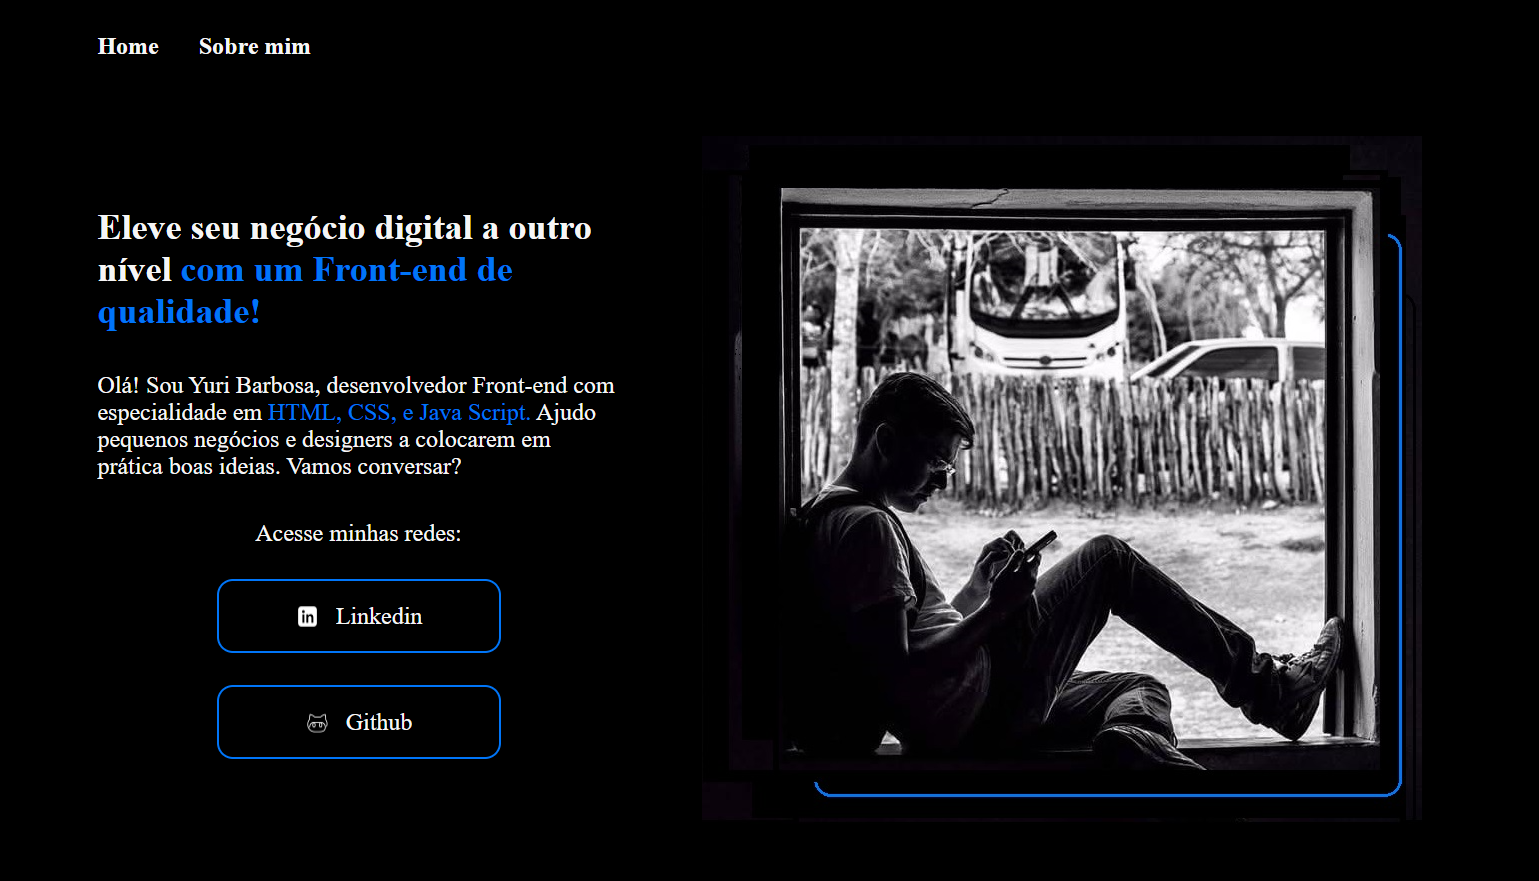 Home
Sobre mim
Eleve seu negócio digital a outro
nível com um Front-end de
qualidade!
Olá! Sou Yuri Barbosa, desenvolvedor Front-end com
especialidade em HTML, CSS, e Java Script. Ajudo
pequenos negócios e designers a colocarem em
prática boas ideias. Vamos conversar?
Acesse minhas redes:
in Linkedin
Github